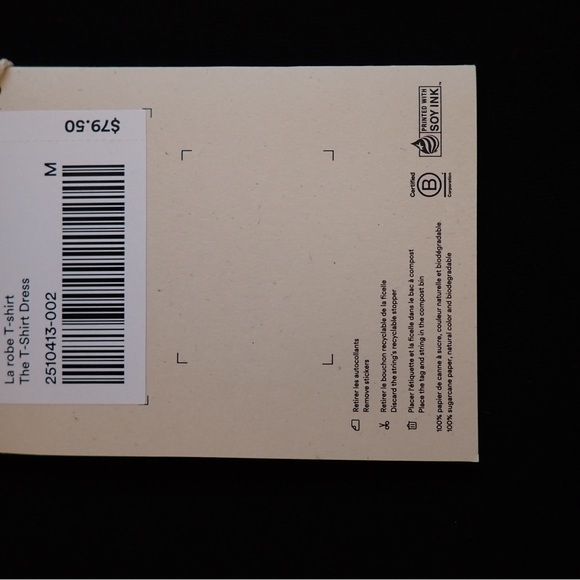 La robe T-shirt
The T-Shirt Dress
2510413-002
M
$79.50
Retirer les autocollants
Remove stickers
Retirer le bouchon recyclable de la ficelle
Discard the string's recyclable stopper
Placer l'étiquette et la ficelle dans le bac à compost
Place the tag and string in the compost bin
100% papier de canne à sucre, couleur naturelle et biodégradable
100% sugarcane paper, natural color and biodegradable
Certified
B
Corporation
PRINTED WITH
SOY INK